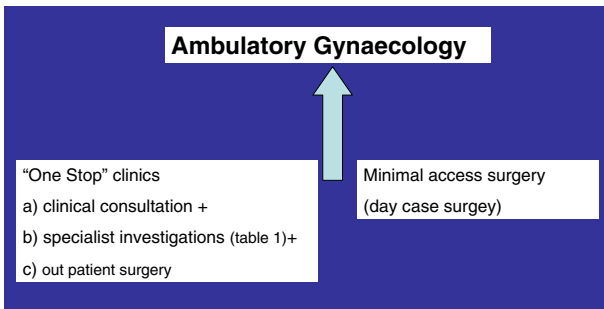 Ambulatory Gynaecology
“One Stop” clinics
a) clinical consultation +
b) specialist investigations (table 1)+
c) out patient surgery
Minimal access surgery
(day case surgey)